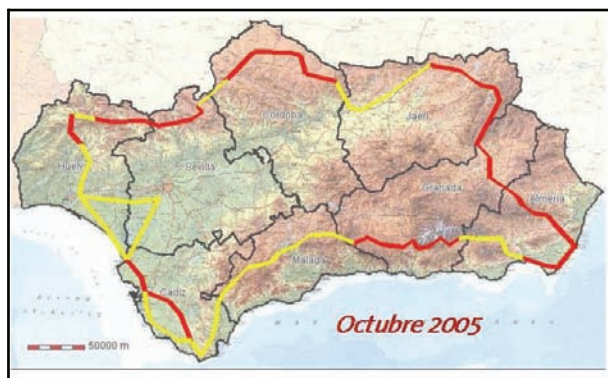 Córdoba
Jaén
Huelva
Sevilla
Granada
Almería
Málaga
Cádiz
Octubre 2005
50000 m